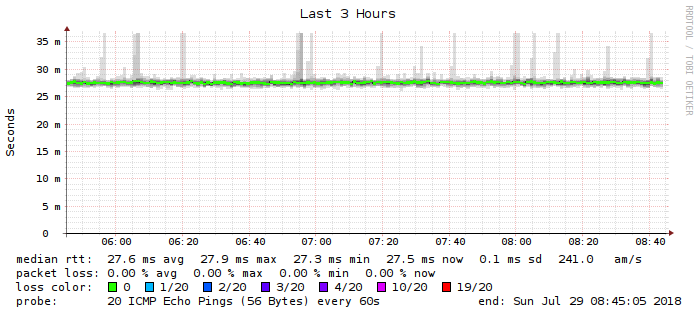 Last 3 Hours
RRDTOOL / TOBI OETIKER
Seconds
35 m
30 m
25 m
20 m
15 m
10 m
5 m
0
06:00 06:20 06:40 07:00 07:20 07:40 08:00 08:20 08:40
median rtt: 27.6 ms avg 27.9 ms max 27.3 ms min 27.5 ms now 0.1 ms sd 241.0 am/s
packet loss: 0.00 % avg 0.00 % max 0.00 % min 0.00 % now
loss color: 0 1/20 2/20 3/20 4/20 10/20 19/20
probe: 20 ICMP Echo Pings (56 Bytes) every 60s end: Sun Jul 29 08:45:05 2018